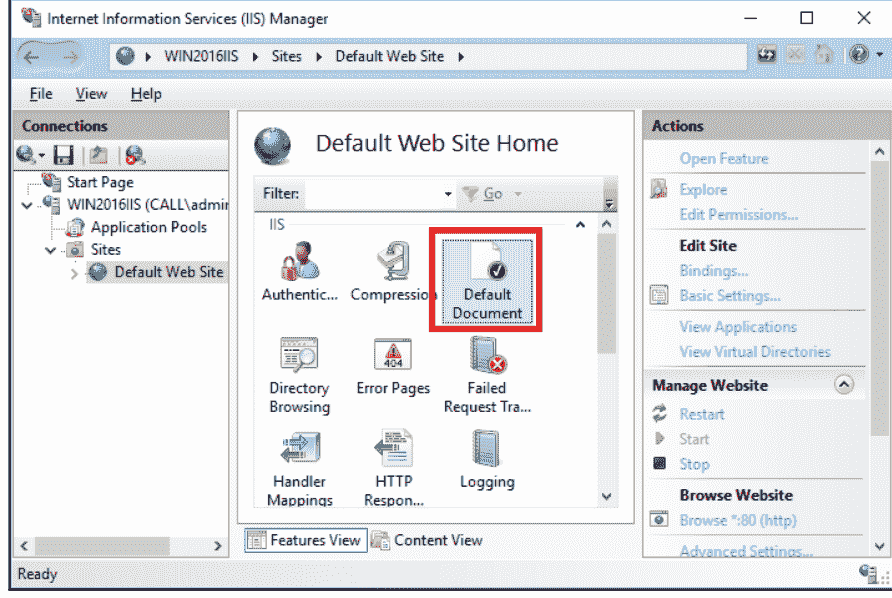 Internet Information Services (IIS) Manager
WIN2016IIS Sites Default Web Site
File View Help
Connections
Start Page
WIN2016IIS (CALL\admir
Application Pools
Sites
Default Web Site
Default Web Site Home
Filter: Go
IIS
Authentic... Compression Default Document
Directory Browsing
Error Pages
Failed Request Tra...
404
Handler Mappings
HTTP Respon...
Logging
Features View Content View
Actions
Open Feature
Explore
Edit Permissions...
Edit Site
Bindings...
Basic Settings...
View Applications
View Virtual Directories
Manage Website
Restart
Start
Stop
Browse Website
Browse *:80 (http)
Advanced Settings...
Ready